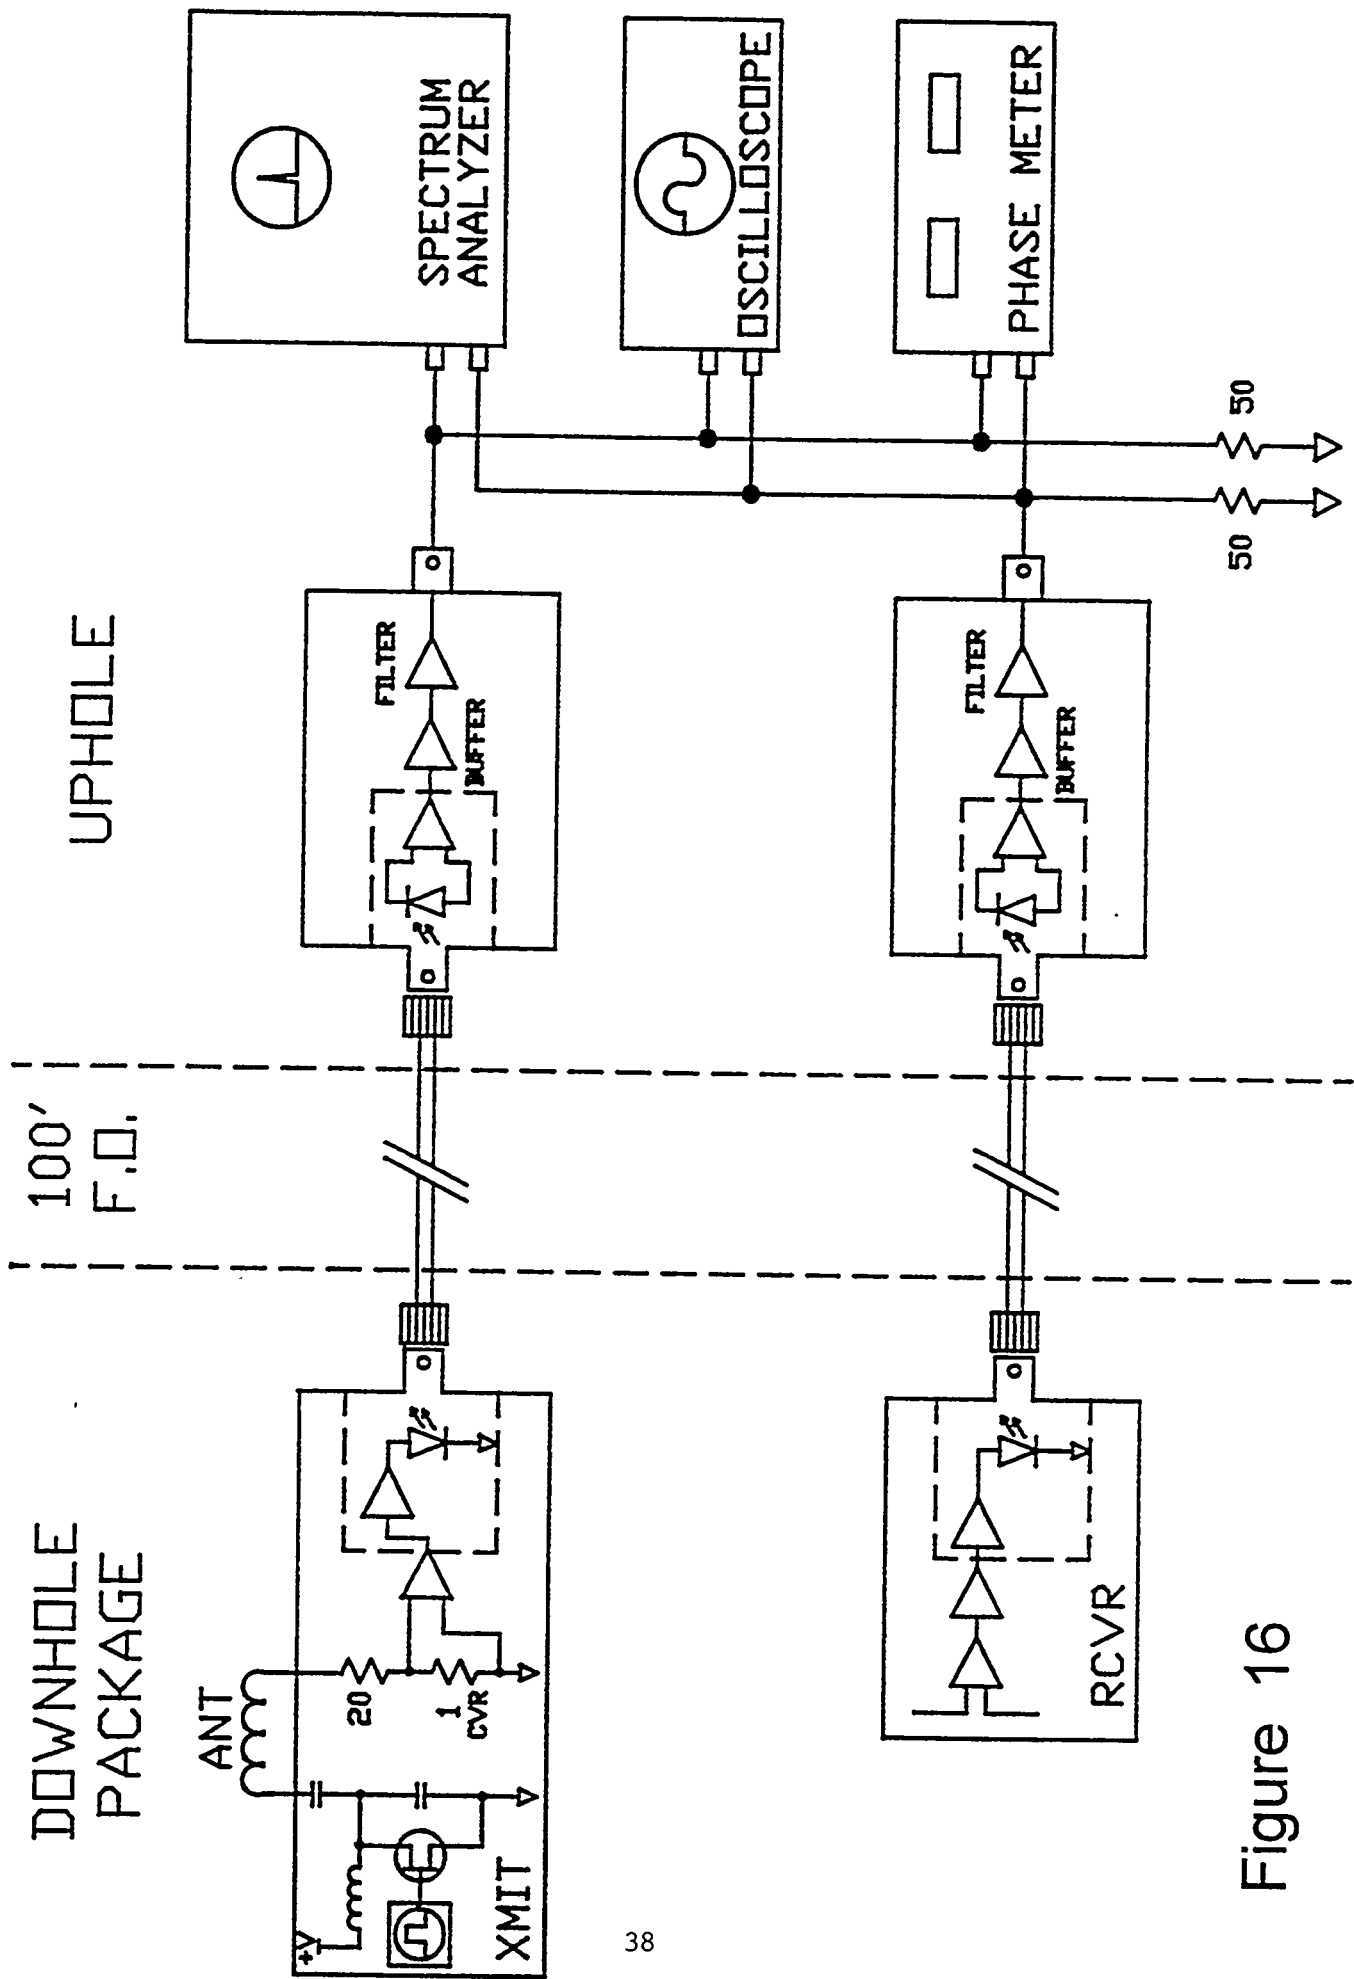 DOWNHOLE
PACKAGE
100'
F.O.
UPHOLE
ANT
20
1
CVR
+V
XMIT
FILTER
BUFFER
SPECTRUM
ANALYZER
OSCILLOSCOPE
PHASE METER
RCVR
FILTER
BUFFER
50
50
Figure 16
38